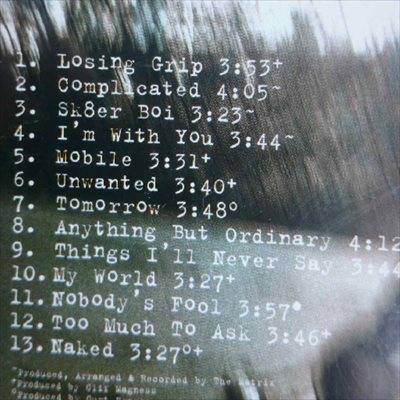 1. Losing Grip 3:53+
2. Complicated 4:05~
3. Sk8er Boi 3:23~
4. I'm With You 3:44~
5. Mobile 3:31+
6. Unwanted 3:40+
7. Tomorrow 3:48°
8. Anything But Ordinary 4:12
9. Things I'll Never Say 3:44
10. My World 3:27+
11. Nobody's Fool 3:57•
12. Too Much To Ask 3:46+
13. Naked 3:27°+
~Produced, Arranged & Recorded by The Matrix
+Produced by Clif Magness
°Produced by Curt